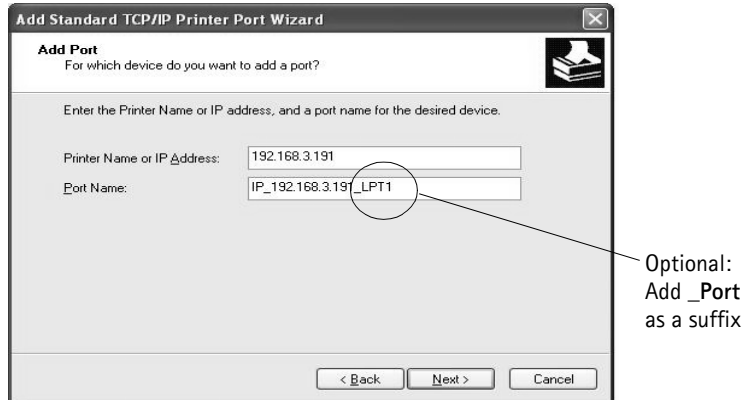 Add Standard TCP/IP Printer Port Wizard
Add Port
For which device do you want to add a port?
Enter the Printer Name or IP address, and a port name for the desired device.
Printer Name or IP Address: 192.168.3.191
Port Name: IP_192.168.3.191_LPT1
Optional:
Add _Port
as a suffix
< Back Next > Cancel